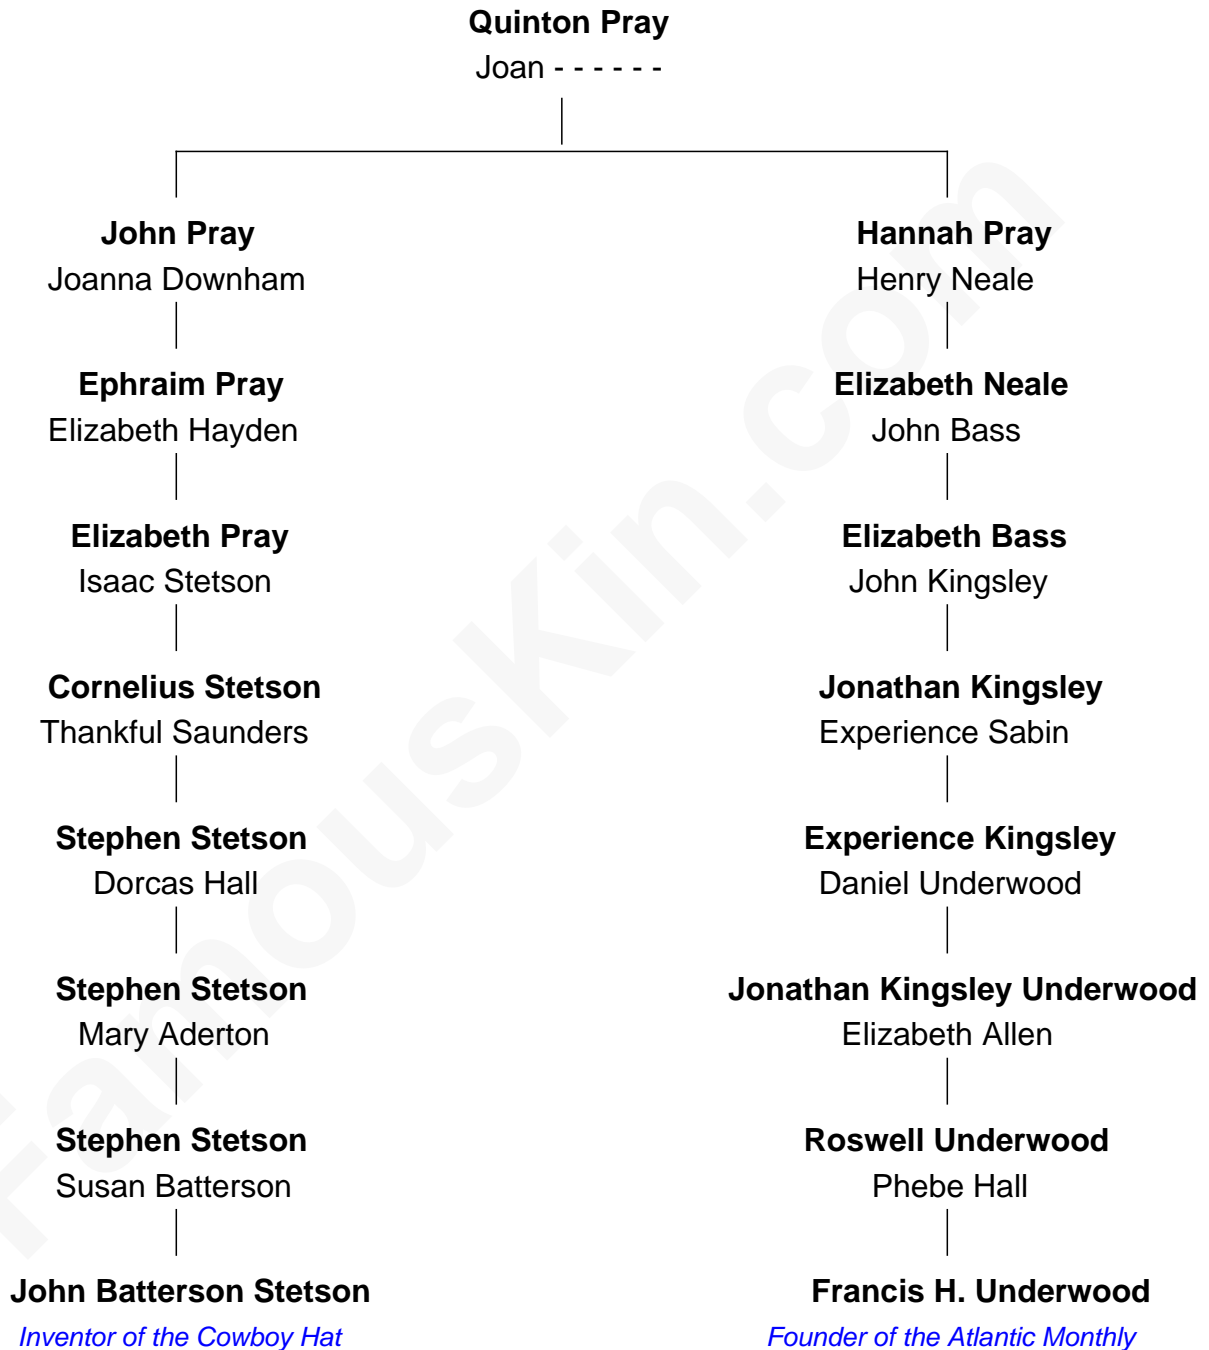 Quinton Pray
Joan - - - - - -
John Pray
Joanna Downham
Hannah Pray
Henry Neale
Ephraim Pray
Elizabeth Hayden
Elizabeth Neale
John Bass
Elizabeth Pray
Isaac Stetson
Elizabeth Bass
John Kingsley
Cornelius Stetson
Thankful Saunders
Jonathan Kingsley
Experience Sabin
Stephen Stetson
Dorcas Hall
Experience Kingsley
Daniel Underwood
Stephen Stetson
Mary Aderton
Jonathan Kingsley Underwood
Elizabeth Allen
Stephen Stetson
Susan Batterson
Roswell Underwood
Phebe Hall
John Batterson Stetson
Inventor of the Cowboy Hat
Francis H. Underwood
Founder of the Atlantic Monthly
FamousKin.com